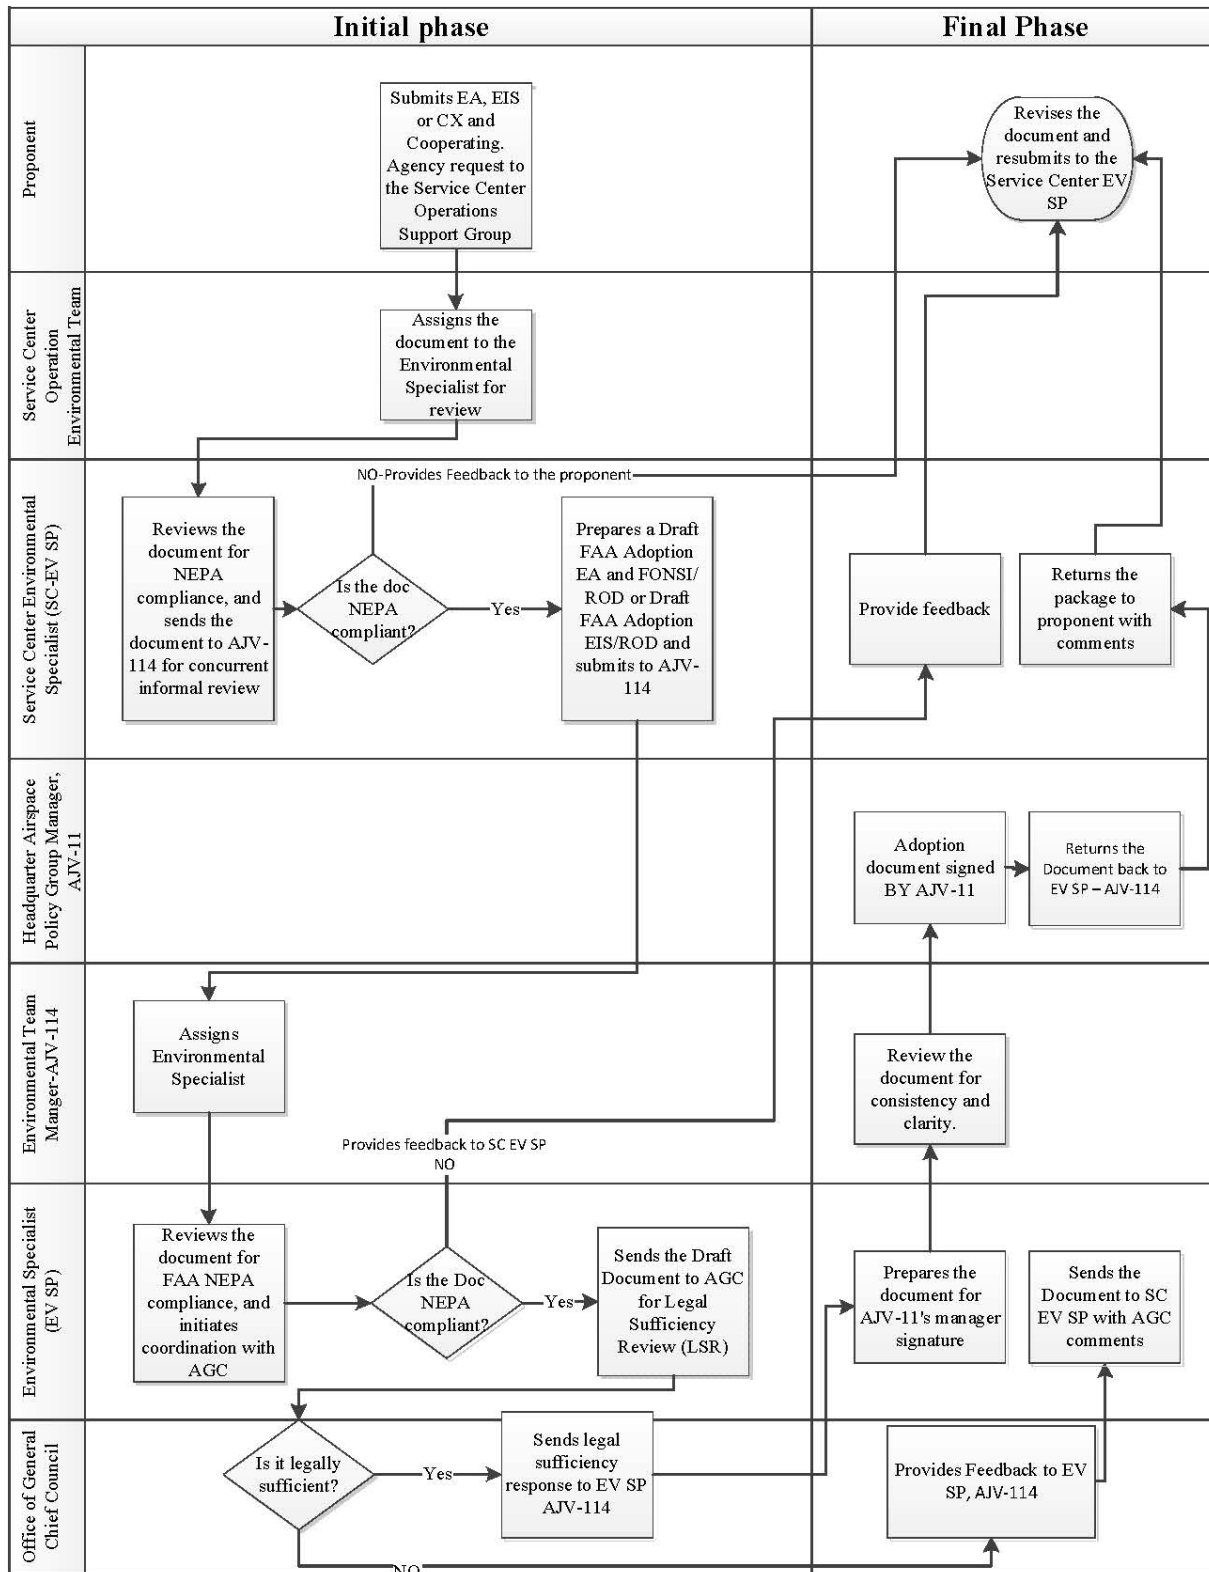 Initial phase
Final Phase
Proponent
Submits EA, EIS
or CX and
Cooperating.
Agency request to
the Service Center
Operations
Support Group
Revises the
document and
resubmits to the
Service Center EV
SP
Service Center
Operation
Environmental Team
Assigns the
document to the
Environmental
Specialist for
review
Service Center Environmental
Specialist (SC-EV SP)
NO-Provides Feedback to the proponent
Reviews the
document for
NEPA
compliance, and
sends the
document to AJV-
114 for concurrent
informal review
Is the doc
NEPA
compliant?
Yes
Prepares a Draft
FAA Adoption
EA and FONSI/
ROD or Draft
FAA Adoption
EIS/ROD and
submits to AJV-
114
Provide feedback
Returns the
package to
proponent with
comments
Headquarter Airspace
Policy Group Manager,
AJV-11
Adoption
document signed
BY AJV-11
Returns the
Document back to
EV SP – AJV-114
Environmental Team
Manger-AJV-114
Assigns
Environmental
Specialist
Provides feedback to SC EV SP
NO
Review the
document for
consistency and
clarity.
Environmental Specialist
(EV SP)
Reviews the
document for
FAA NEPA
compliance, and
initiates
coordination with
AGC
Is the Doc
NEPA
compliant?
Yes
Sends the Draft
Document to AGC
for Legal
Sufficiency
Review (LSR)
Prepares the
document for
AJV-11's manager
signature
Sends the
Document to SC
EV SP with AGC
comments
Office of General
Chief Council
Is it legally
sufficient?
Yes
Sends legal
sufficiency
response to EV SP
AJV-114
Provides Feedback to EV
SP, AJV-114
NO